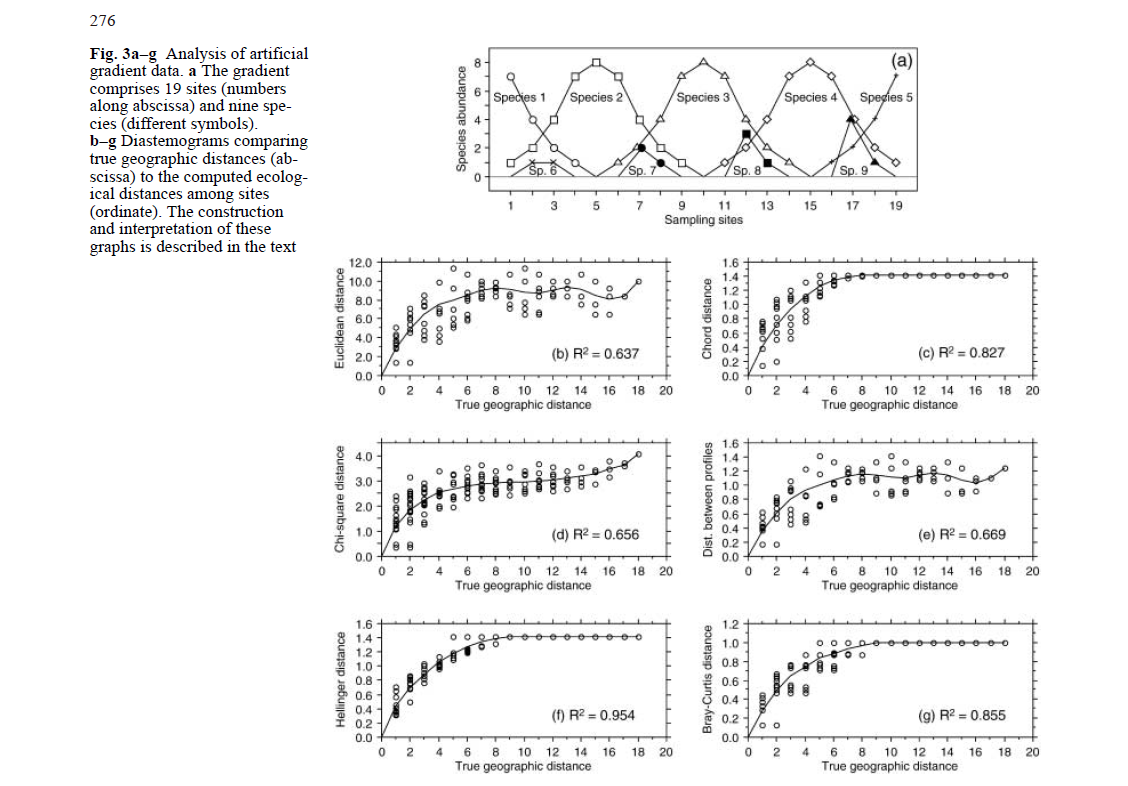 276
Fig. 3a–g Analysis of artificial
gradient data. a The gradient
comprises 19 sites (numbers
along abscissa) and nine spe-
cies (different symbols).
b–g Diastemograms comparing
true geographic distances (ab-
scissa) to the computed ecolog-
ical distances among sites
(ordinate). The construction
and interpretation of these
graphs is described in the text
(a)
Species abundance
8
6
4
2
0
Species 1
Species 2
Species 3
Species 4
Species 5
Sp. 6
Sp. 7
Sp. 8
Sp. 9
1 3 5 7 9 11 13 15 17 19
Sampling sites
Euclidean distance
12.0
10.0
8.0
6.0
4.0
2.0
0.0
(b) R² = 0.637
0 2 4 6 8 10 12 14 16 18 20
True geographic distance
Chord distance
1.6
1.4
1.2
1.0
0.8
0.6
0.4
0.2
0.0
(c) R² = 0.827
0 2 4 6 8 10 12 14 16 18 20
True geographic distance
Chi-square distance
4.0
3.0
2.0
1.0
0.0
(d) R² = 0.656
0 2 4 6 8 10 12 14 16 18 20
True geographic distance
Dist. between profiles
1.6
1.4
1.2
1.0
0.8
0.6
0.4
0.2
0.0
(e) R² = 0.669
0 2 4 6 8 10 12 14 16 18 20
True geographic distance
Hellinger distance
1.6
1.4
1.2
1.0
0.8
0.6
0.4
0.2
0.0
(f) R² = 0.954
0 2 4 6 8 10 12 14 16 18 20
True geographic distance
Bray-Curtis distance
1.2
1.0
0.8
0.6
0.4
0.2
0.0
(g) R² = 0.855
0 2 4 6 8 10 12 14 16 18 20
True geographic distance